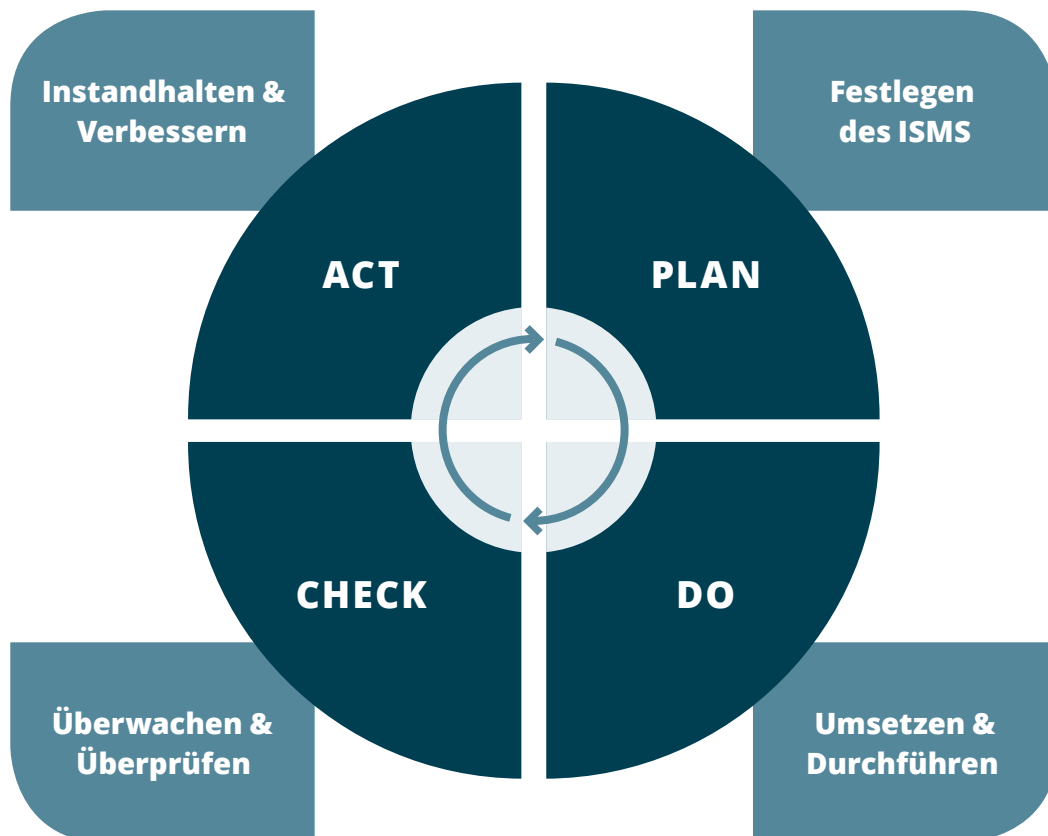 Instandhalten &
Verbessern
Festlegen
des ISMS
ACT
PLAN
CHECK
DO
Überwachen &
Überprüfen
Umsetzen &
Durchführen